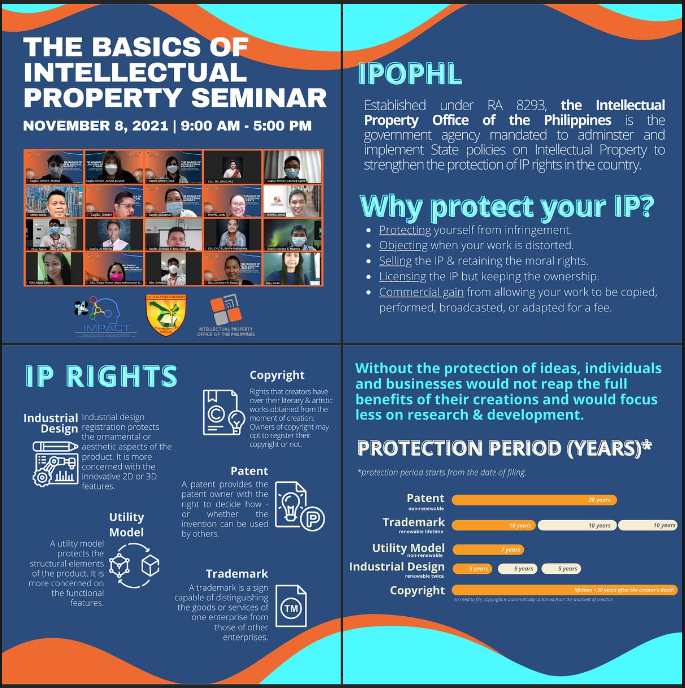 THE BASICS OF
INTELLECTUAL
PROPERTY SEMINAR
NOVEMBER 8, 2021 | 9:00 AM - 5:00 PM
IMPACT
INTELLECTUAL PROPERTY
OFFICE OF THE PHILIPPINES
IPOPHL
Established under RA 8293, the Intellectual
Property Office of the Philippines is the
government agency mandated to adminster and
implement State policies on Intellectual Property to
strengthen the protection of IP rights in the country.
Why protect your IP?
Protecting yourself from infringement.
Objecting when your work is distorted.
Selling the IP & retaining the moral rights.
Licensing the IP but keeping the ownership.
Commercial gain from allowing your work to be copied,
performed, broadcasted, or adapted for a fee.
IP RIGHTS
Copyright
Rights that creators have
over their literary & artistic
works obtained from the
moment of creation.
Owners of copyright may
opt to register their
copyright or not.
Industrial
Design
Industrial design
registration protects
the ornamental or
aesthetic aspects of the
product. It is more
concerned with the
innovative 2D or 3D
features.
Patent
A patent provides the
patent owner with the
right to decide how -
or whether the
invention can be used
by others.
P
Utility
Model
A utility model
protects the
structural elements
of the product. It is
more concerned on
the functional
features.
Trademark
A trademark is a sign
capable of distinguishing
the goods or services of
one enterprise from
those of other
enterprises.
TM
Without the protection of ideas, individuals
and businesses would not reap the full
benefits of their creations and would focus
less on research & development.
PROTECTION PERIOD (YEARS)*
*protection period starts from the date of filing.
Patent
non-renewable
20 years
Trademark
renewable lifetime
10 years
10 years
10 years
Utility Model
non-renewable
7 years
Industrial Design
renewable twice
5 years
5 years
5 years
Copyright
lifetime + 50 years after the creator's death
no need to file, copyright is automatically obtained from the moment of creation